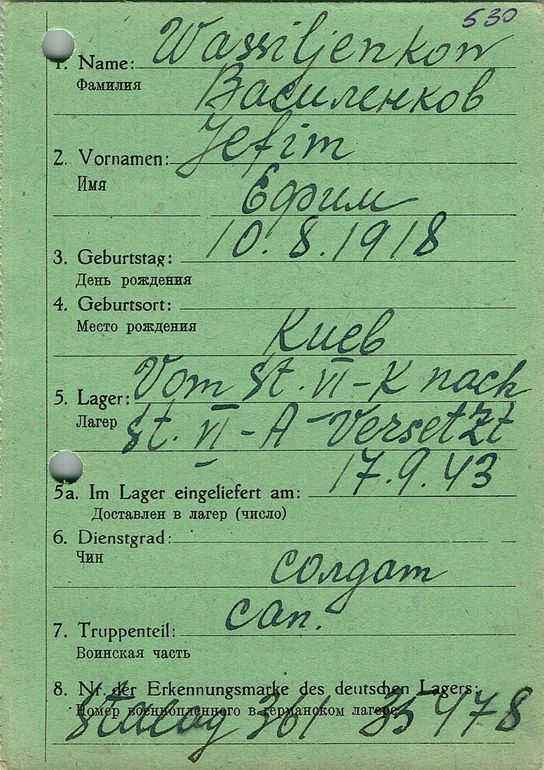 530
1. Name: Wassiljenkow
Фамилия
Василенков
2. Vornamen: Jefim
Имя
Ефим
3. Geburtstag: 10.8.1918
День рождения
4. Geburtsort:
Место рождения
Киев
5. Lager: Vom St. VI-K nach
Лагер St. VI-A Versetzt
5a. Im Lager eingeliefert am: 17.9.43
Доставлен в лагер (число)
6. Dienstgrad:
Чин
солдат
7. Truppenteil: сап.
Воинская часть
8. Nr. der Erkennungsmarke des deutschen Lagers:
Номер военнопленного в германском лагере
Stalag 301 85478